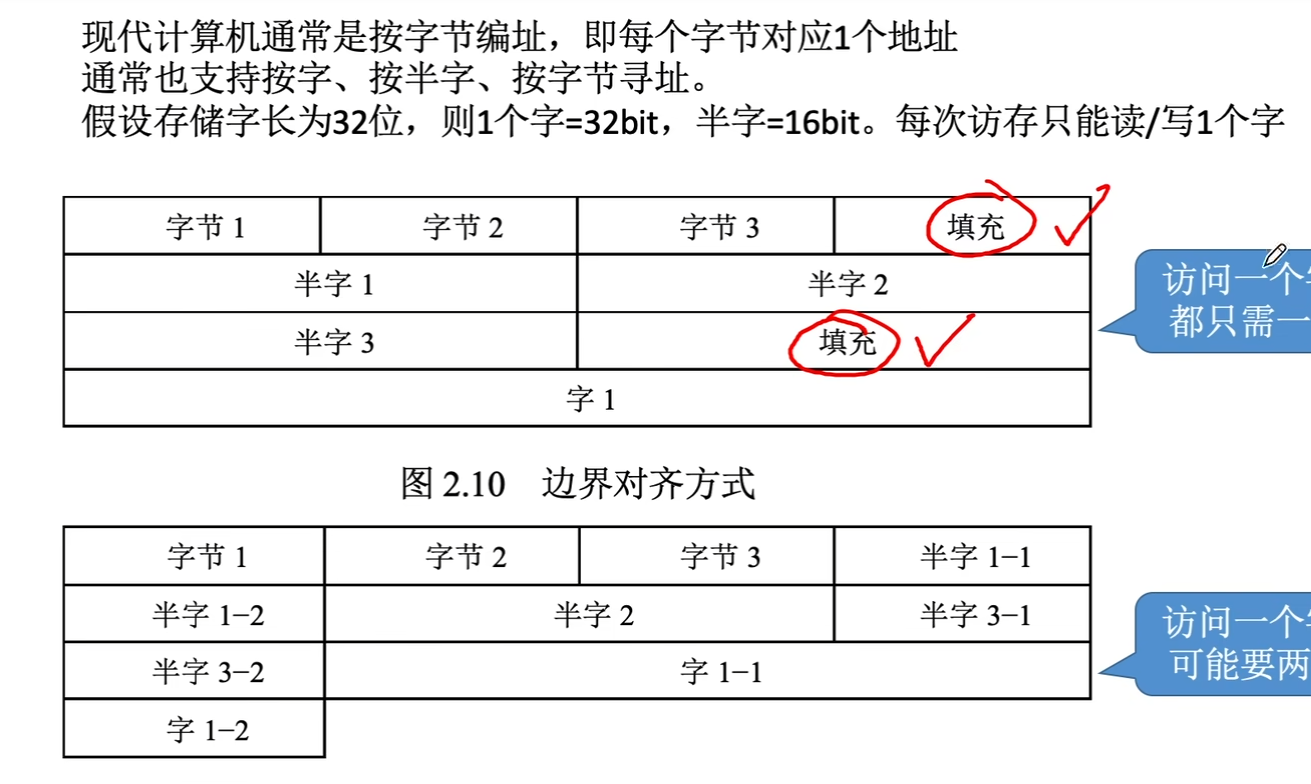 现代计算机通常是按字节编址，即每个字节对应1个地址
通常也支持按字、按半字、按字节寻址。
假设存储字长为32位，则1个字=32bit，半字=16bit。每次访存只能读/写1个字
字节 1 字节 2 字节 3 填充
半字 1 半字 2
半字 3 填充
字 1
访问一个
都只需一
图 2.10 边界对齐方式
字节 1 字节 2 字节 3 半字 1-1
半字 1-2 半字 2 半字 3-1
半字 3-2 字 1-1
字 1-2
访问一个
可能要两